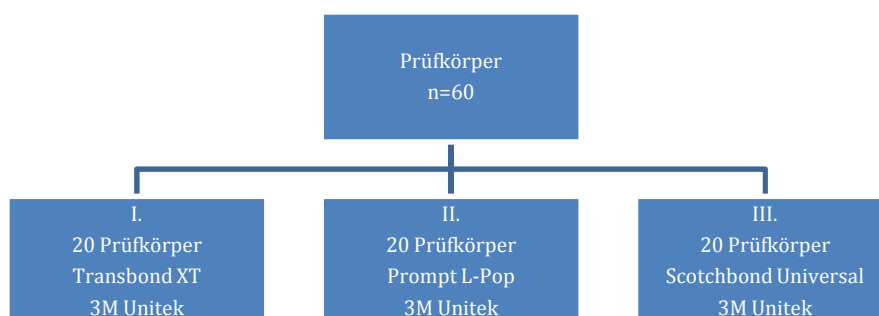 Prüfkörper
n=60
I.
20 Prüfkörper
Transbond XT
3M Unitek
II.
20 Prüfkörper
Prompt L-Pop
3M Unitek
III.
20 Prüfkörper
Scotchbond Universal
3M Unitek